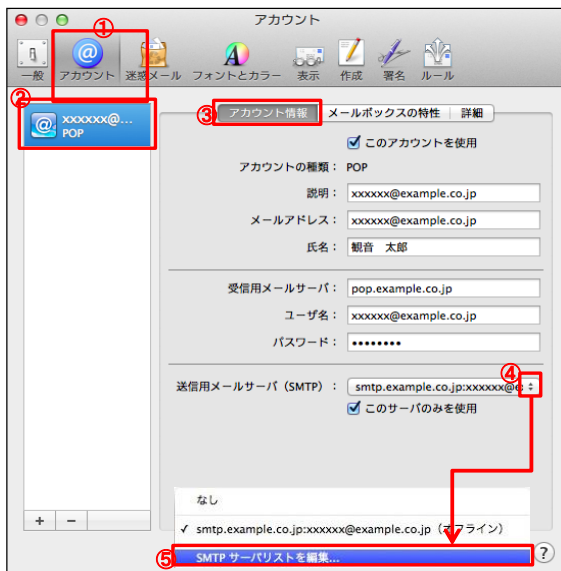 アカウント
①
一般 アカウント 迷惑メール フォントとカラー 表示 作成 署名 ルール
②
xxxxxx@...
POP
③ アカウント情報 メールボックスの特性 詳細
このアカウントを使用
アカウントの種類： POP
説明： xxxxxx@example.co.jp
メールアドレス： xxxxxx@example.co.jp
氏名： 観音 太郎
受信用メールサーバ： pop.example.co.jp
ユーザ名： xxxxxx@example.co.jp
パスワード： ••••••••
④
送信用メールサーバ（SMTP）： smtp.example.co.jp:xxxxxx@e
このサーバのみを使用
なし
✓ smtp.example.co.jp:xxxxxx@example.co.jp（オフライン）
⑤ SMTP サーバリストを編集...
+ − ?